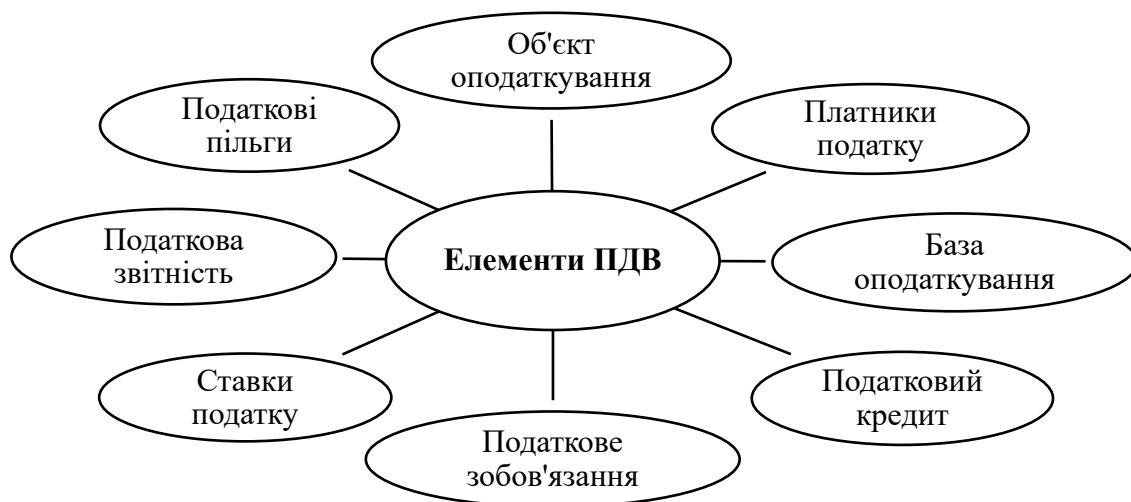 Об'єкт
оподаткування
Податкові
пільги
Платники
податку
Податкова
звітність
Елементи ПДВ
База
оподаткування
Ставки
податку
Податковий
кредит
Податкове
зобов'язання